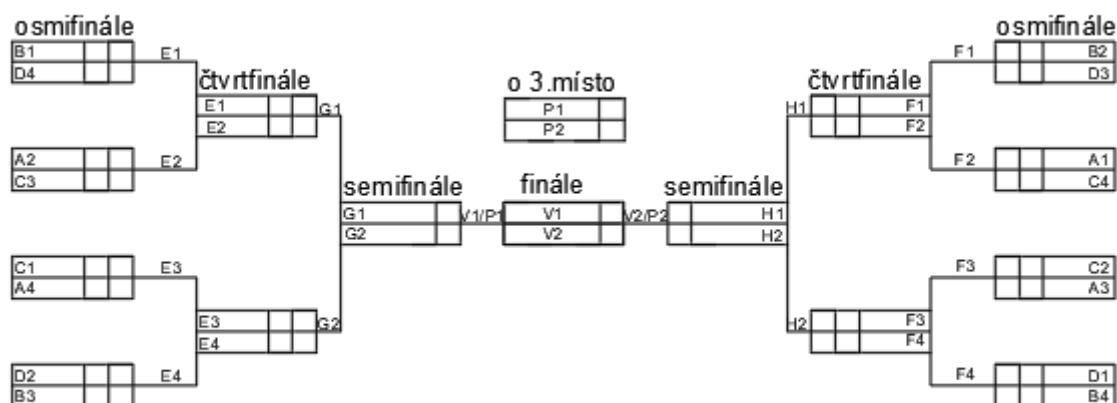 osmifinále
B1
D4
E1
A2
C3
E2
C1
A4
E3
D2
B3
E4
čtvrtfinále
E1
E2
G1
E3
E4
G2
semifinále
G1
G2
V1/P1
o 3.místo
P1
P2
finále
V1
V2
V2/P2
semifinále
H1
H2
čtvrtfinále
H1
F1
F2
H2
F3
F4
osmifinále
F1
B2
D3
F2
A1
C4
F3
C2
A3
F4
D1
B4